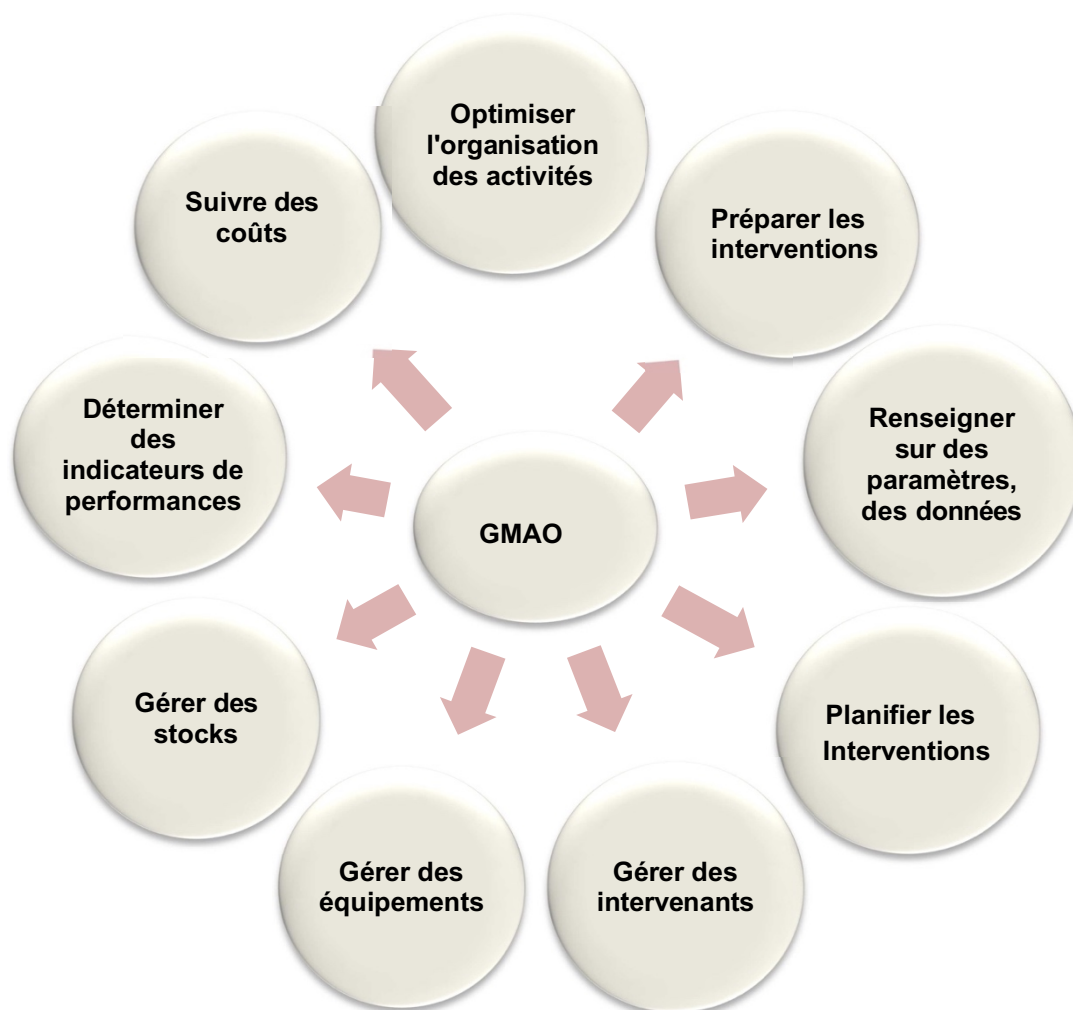 Optimiser
l'organisation
des activités
Préparer les
interventions
Renseigner
sur des
paramètres,
des données
Planifier les
Interventions
Gérer des
intervenants
Gérer des
équipements
Gérer des
stocks
Déterminer
des
indicateurs de
performances
Suivre des
coûts
GMAO